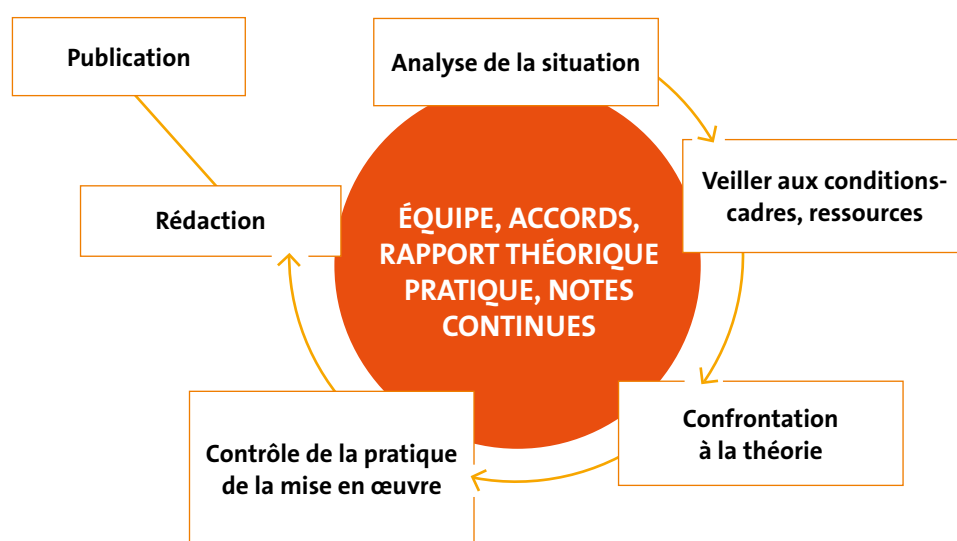 Publication
Analyse de la situation
Veiller aux conditions-
cadres, ressources
Rédaction
ÉQUIPE, ACCORDS,
RAPPORT THÉORIQUE
PRATIQUE, NOTES
CONTINUES
Confrontation
à la théorie
Contrôle de la pratique
de la mise en œuvre